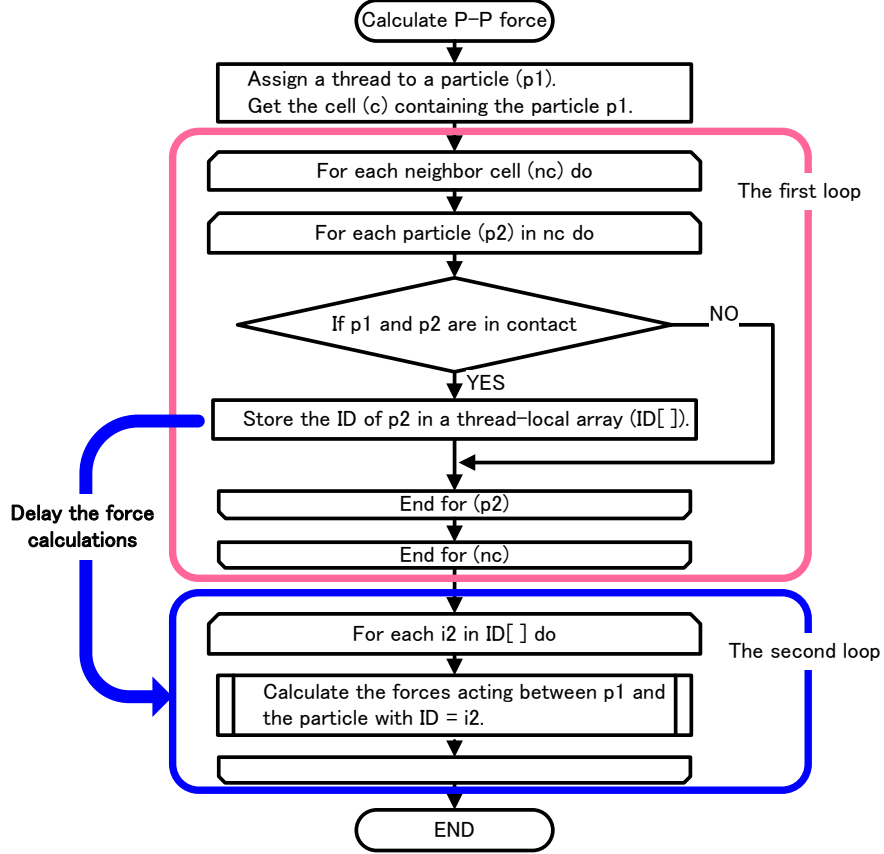 Calculate P-P force
Assign a thread to a particle (p1).
Get the cell (c) containing the particle p1.
For each neighbor cell (nc) do
The first loop
For each particle (p2) in nc do
If p1 and p2 are in contact
NO
YES
Store the ID of p2 in a thread-local array (ID[ ]).
Delay the force
calculations
End for (p2)
End for (nc)
For each i2 in ID[ ] do
The second loop
Calculate the forces acting between p1 and
the particle with ID = i2.
END